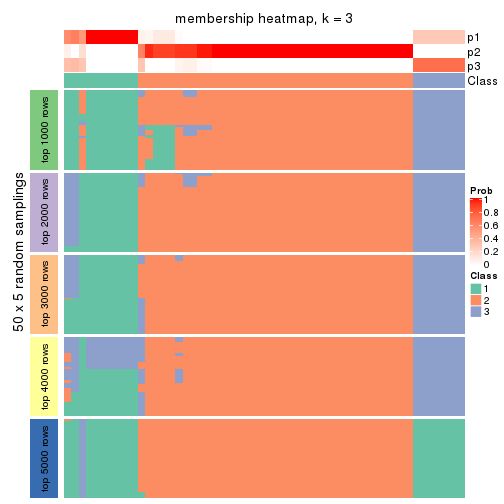 membership heatmap, k = 3
p1
p2
p3
Class
50 x 5 random samplings
top 1000 rows
top 2000 rows
top 3000 rows
top 4000 rows
top 5000 rows
Prob
1
0.8
0.6
0.4
0.2
0
Class
1
2
3